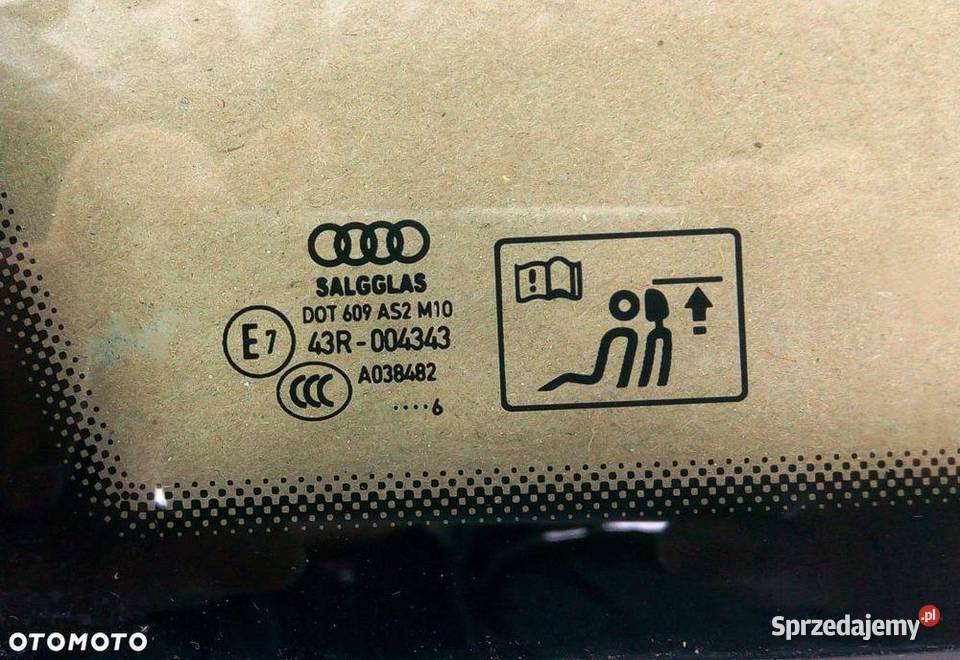 SALGGLAS
DOT 609 AS2 M10
E7
43R-004343
CCC
A038482
....6
!
OTOMOTO
Sprzedajemy.pl